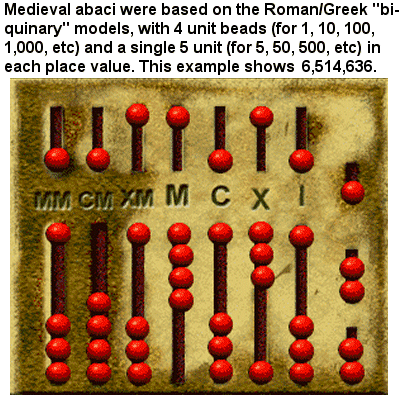 Medieval abaci were based on the Roman/Greek "bi-
quinary" models, with 4 unit beads (for 1, 10, 100,
1,000, etc) and a single 5 unit (for 5, 50, 500, etc) in
each place value. This example shows 6,514,636.
MM CM XM M C X I